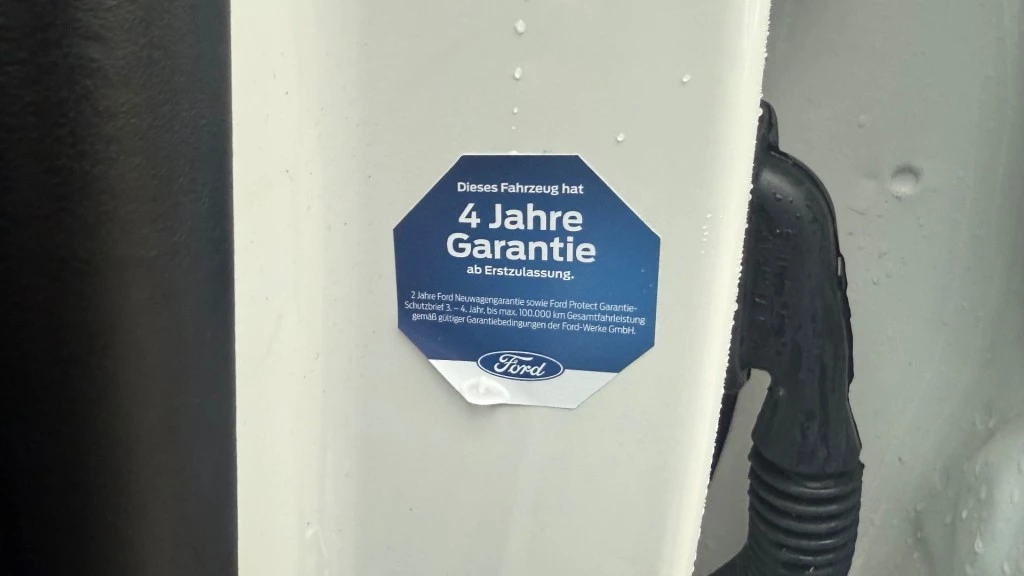 Dieses Fahrzeug hat
4 Jahre
Garantie
ab Erstzulassung.
2 Jahre Ford Neuwagengarantie sowie Ford Protect Garantie-
Schutzbrief 3. – 4. Jahr, bis max. 100.000 km Gesamtfahrleistung
gemäß gültiger Garantiebedingungen der Ford-Werke GmbH.
Ford